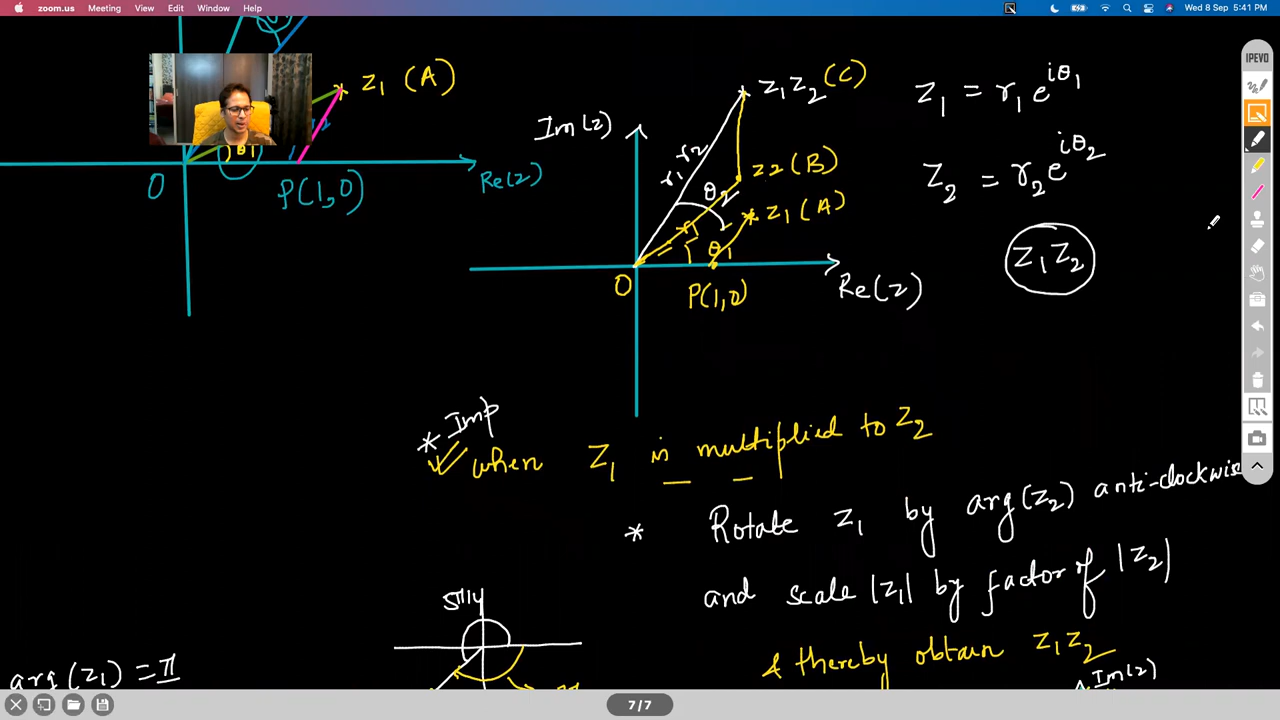 zoom.us Meeting View Edit Window Help Wed 8 Sep 5:41 PM
IPEVO
z1 (A)
θ1
O
P(1,0)
Re(z)
Im(z)
z1z2 (C)
r1r2
θ2
z2 (B)
z1 (A)
θ1
O
P(1,0)
Re(z)
z1 = r1 e^iθ1
z2 = r2 e^iθ2
z1z2
* Imp
when z1 is multiplied to z2
* Rotate z1 by arg(z2) anti-clockwise
and scale |z1| by factor of |z2|
& thereby obtain z1z2
5π/4
Im(z)
arg(z1) = π
7/7